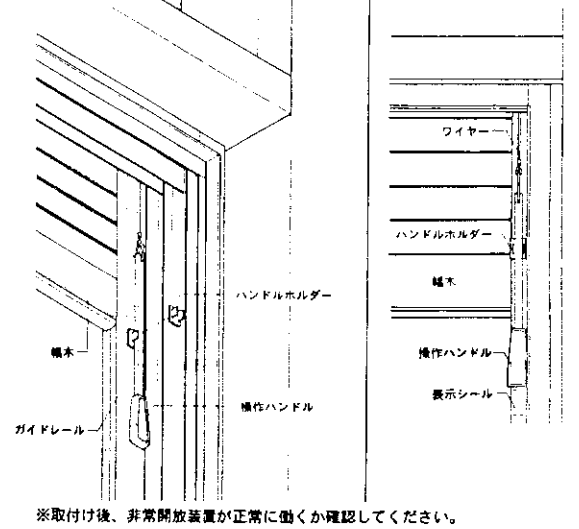 ハンドルホルダー
幅木
操作ハンドル
ガイドレール
ワイヤー
ハンドルホルダー
幅木
操作ハンドル
表示シール
※取付け後、非常開放装置が正常に働くか確認してください。